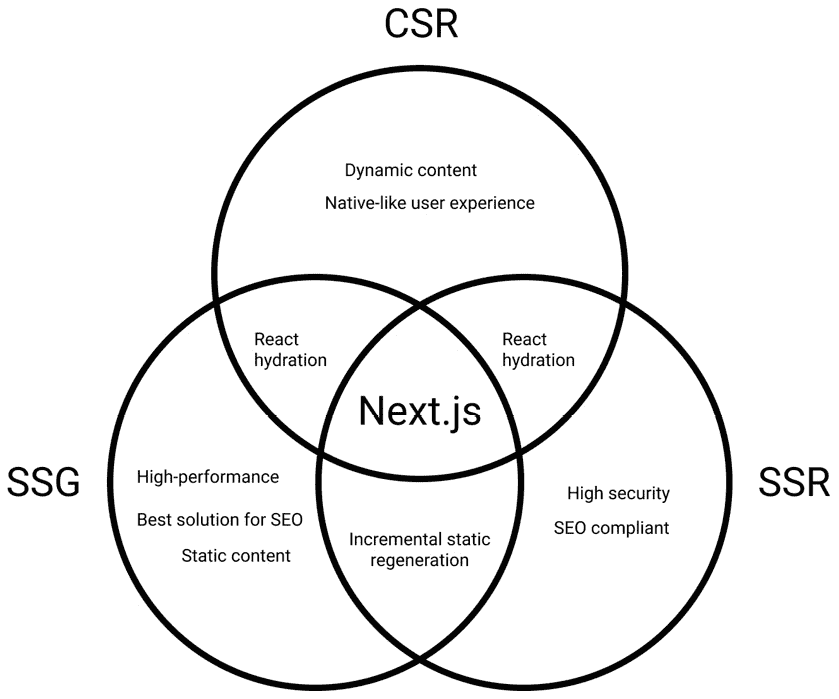 CSR
Dynamic content
Native-like user experience
React
hydration
React
hydration
Next.js
SSG
High-performance
Best solution for SEO
Static content
Incremental static
regeneration
High security
SEO compliant
SSR